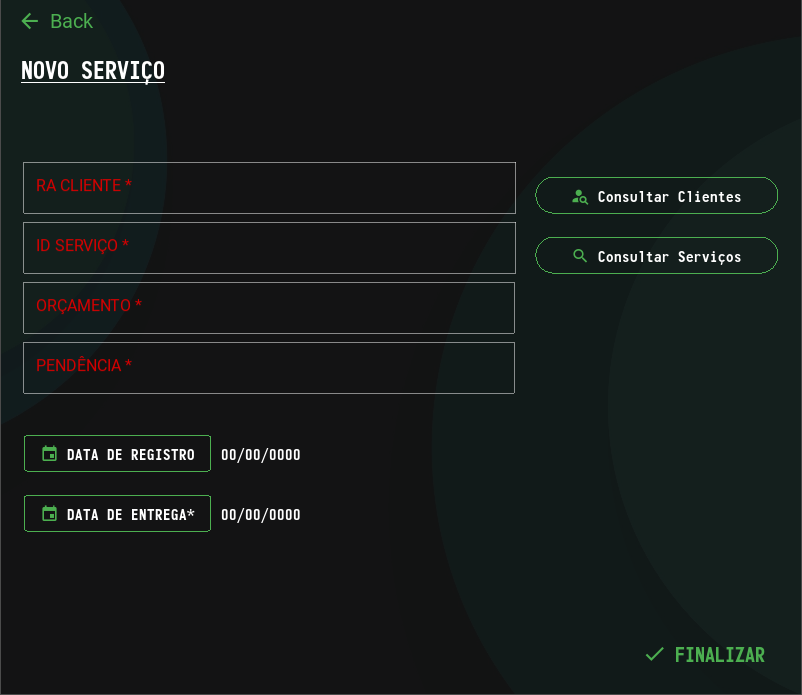 Back
NOVO SERVIÇO
RA CLIENTE *
Consultar Clientes
ID SERVIÇO *
Consultar Serviços
ORÇAMENTO *
PENDÊNCIA *
DATA DE REGISTRO 00/00/0000
DATA DE ENTREGA* 00/00/0000
FINALIZAR